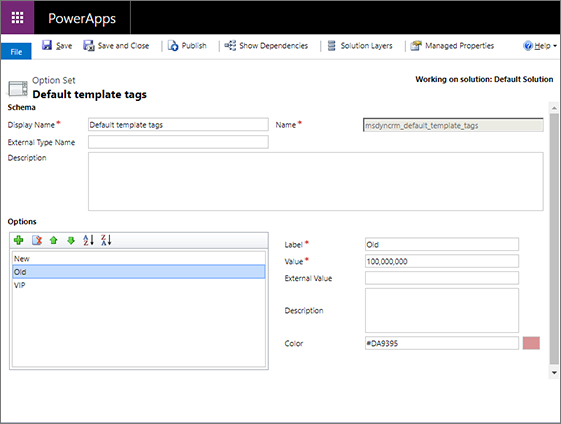 PowerApps
File Save Save and Close Publish Show Dependencies Solution Layers Managed Properties Help
Option Set
Default template tags
Working on solution: Default Solution
Schema
Display Name * Default template tags Name * msdyncrm_default_template_tags
External Type Name
Description
Options
A Z Z A
New
Old
VIP
Label * Old
Value * 100,000,000
External Value
Description
Color #DA9395